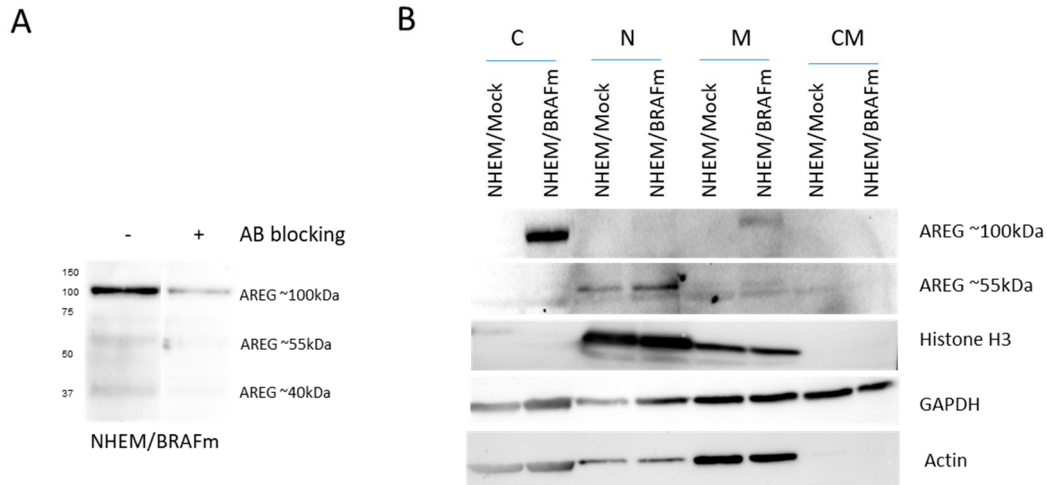 A
- + AB blocking
150
100
75
50
37
AREG ~100kDa
AREG ~55kDa
AREG ~40kDa
NHEM/BRAFm
B
C N M CM
NHEM/Mock
NHEM/BRAFm
NHEM/Mock
NHEM/BRAFm
NHEM/Mock
NHEM/BRAFm
NHEM/Mock
NHEM/BRAFm
AREG ~100kDa
AREG ~55kDa
Histone H3
GAPDH
Actin